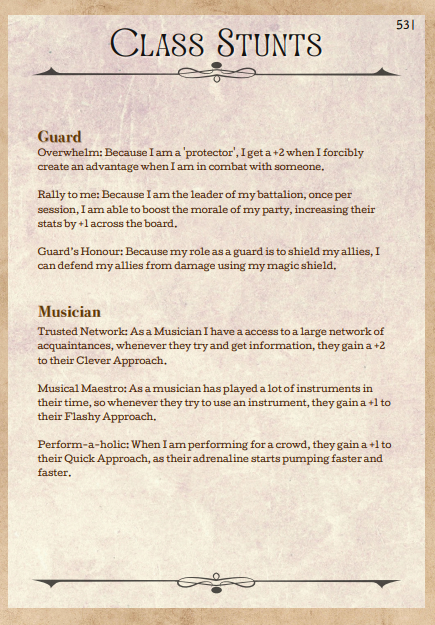 531
Class Stunts
Guard
Overwhelm: Because I am a 'protector', I get a +2 when I forcibly
create an advantage when I am in combat with someone.
Rally to me: Because I am the leader of my battalion, once per
session, I am able to boost the morale of my party, increasing their
stats by +1 across the board.
Guard's Honour: Because my role as a guard is to shield my allies, I
can defend my allies from damage using my magic shield.
Musician
Trusted Network: As a Musician I have a access to a large network of
acquaintances, whenever they try and get information, they gain a +2
to their Clever Approach.
Musical Maestro: As a musician has played a lot of instruments in
their time, so whenever they try to use an instrument, they gain a +1 to
their Flashy Approach.
Perform-a-holic: When I am performing for a crowd, they gain a +1 to
their Quick Approach, as their adrenaline starts pumping faster and
faster.